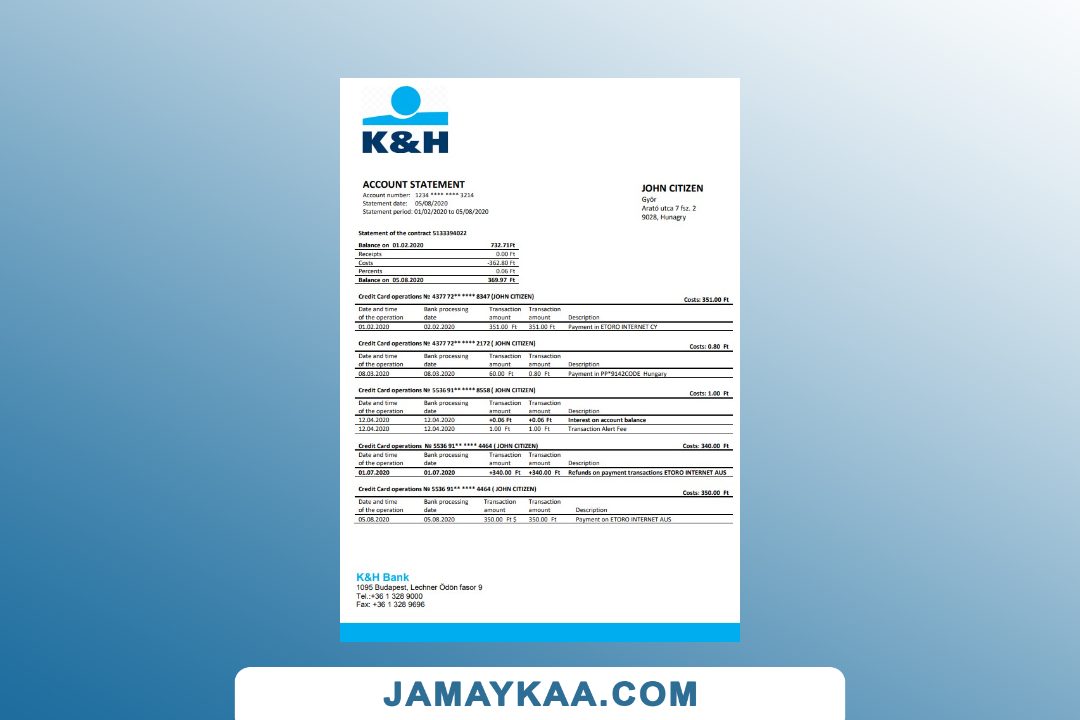 K&H
ACCOUNT STATEMENT
Account number: 1234 **** **** 3214
Statement date: 05/08/2020
Statement period: 01/02/2020 to 05/08/2020
JOHN CITIZEN
Győr
Arató utca 7 fsz. 2
9028, Hunagry
Statement of the contract 5133394022
Balance on 01.02.2020 732.71Ft
Receipts 0.00 Ft
Costs -362.80 Ft
Percents 0.06 Ft
Balance on 05.08.2020 369.97 Ft
Credit Card operations № 4377 72** **** 8347 (JOHN CITIZEN) Costs: 351.00 Ft
Date and time Bank processing Transaction Transaction
of the operation date amount amount Description
01.02.2020 02.02.2020 351.00 Ft 351.00 Ft Payment in ETORO INTERNET CY
Credit Card operations № 4377 72** **** 2172 ( JOHN CITIZEN) Costs: 0.80 Ft
Date and time Bank processing Transaction Transaction
of the operation date amount amount Description
08.03.2020 08.03.2020 60.00 Ft 0.80 Ft Payment in PP*9142CODE Hungary
Credit Card operations № 5536 91** **** 8558 ( JOHN CITIZEN) Costs: 1.00 Ft
Date and time Bank processing Transaction Transaction
of the operation date amount amount Description
12.04.2020 12.04.2020 +0.06 Ft +0.06 Ft Interest on account balance
12.04.2020 12.04.2020 1.00 Ft 1.00 Ft Transaction Alert Fee
Credit Card operations № 5536 91** **** 4464 ( JOHN CITIZEN) Costs: 340.00 Ft
Date and time Bank processing Transaction Transaction
of the operation date amount amount Description
01.07.2020 01.07.2020 +340.00 Ft +340.00 Ft Refunds on payment transactions ETORO INTERNET AUS
Credit Card operations № 5536 91** **** 4464 ( JOHN CITIZEN) Costs: 350.00 Ft
Date and time Bank processing Transaction Transaction
of the operation date amount amount Description
05.08.2020 05.08.2020 350.00 Ft $ 350.00 Ft Payment on ETORO INTERNET AUS
K&H Bank
1095 Budapest, Lechner Ödön fasor 9
Tel.:+36 1 328 9000
Fax: +36 1 328 9696
JAMAYKAA.COM